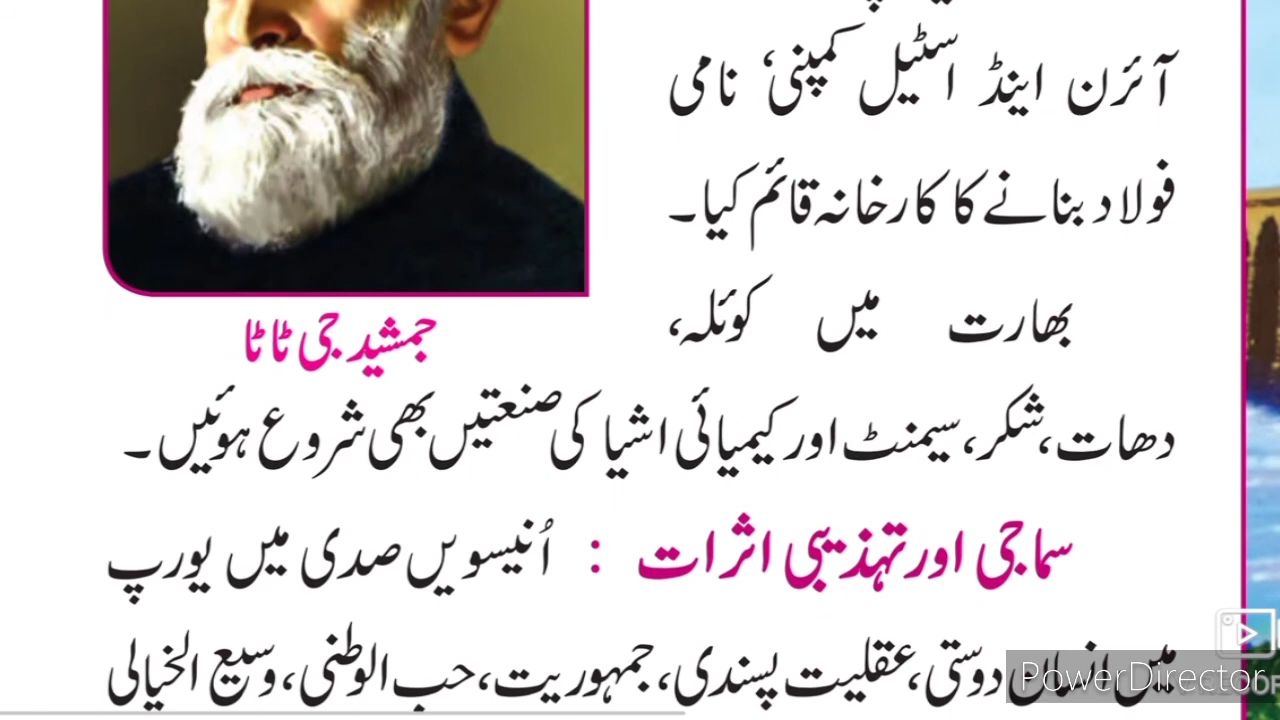 آئرن اینڈ اسٹیل کمپنی‘ نامی
فولاد بنانے کا کارخانہ قائم کیا۔
بھارت میں کوئلہ،
جمشید جی ٹاٹا
دھات، شکر، سیمنٹ اور کیمیائی اشیا کی صنعتیں بھی شروع ہوئیں۔
سماجی اور تہذیبی اثرات : اُنیسویں صدی میں یورپ
میں انسان دوستی، عقلیت پسندی، جمہوریت، حب الوطنی، وسیع الخیالی
PowerDirector